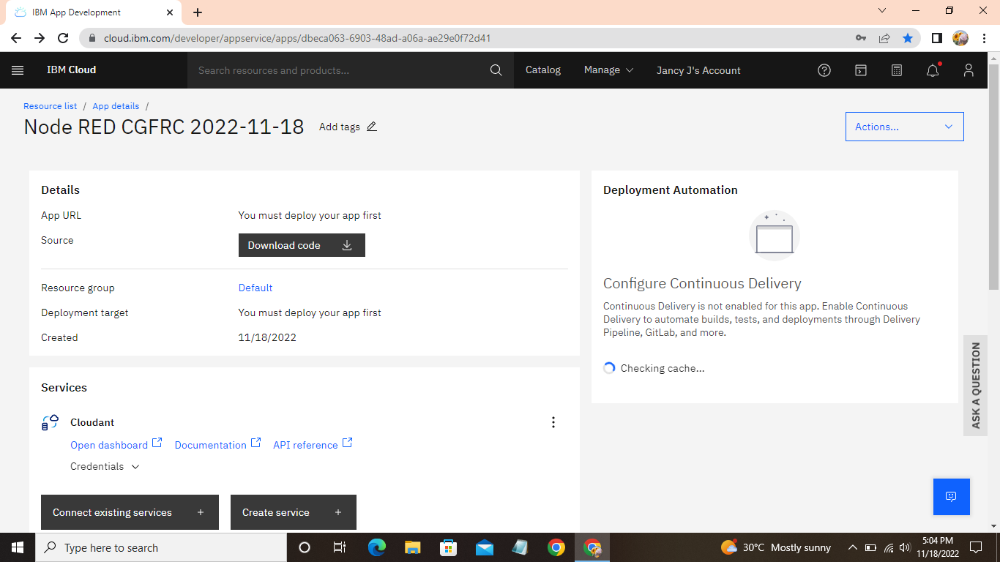 IBM App Development
cloud.ibm.com/developer/appservice/apps/dbeca063-6903-48ad-a06a-ae29e0f72d41
IBM Cloud
Search resources and products...
Catalog
Manage
Jancy J's Account
Resource list / App details /
Node RED CGFRC 2022-11-18
Add tags
Actions...
Details
App URL
You must deploy your app first
Source
Download code
Resource group
Default
Deployment target
You must deploy your app first
Created
11/18/2022
Services
Cloudant
Open dashboard
Documentation
API reference
Credentials
Connect existing services +
Create service +
Deployment Automation
Configure Continuous Delivery
Continuous Delivery is not enabled for this app. Enable Continuous
Delivery to automate builds, tests, and deployments through Delivery
Pipeline, GitLab, and more.
Checking cache...
ASK A QUESTION
Type here to search
30°C Mostly sunny
5:04 PM
11/18/2022